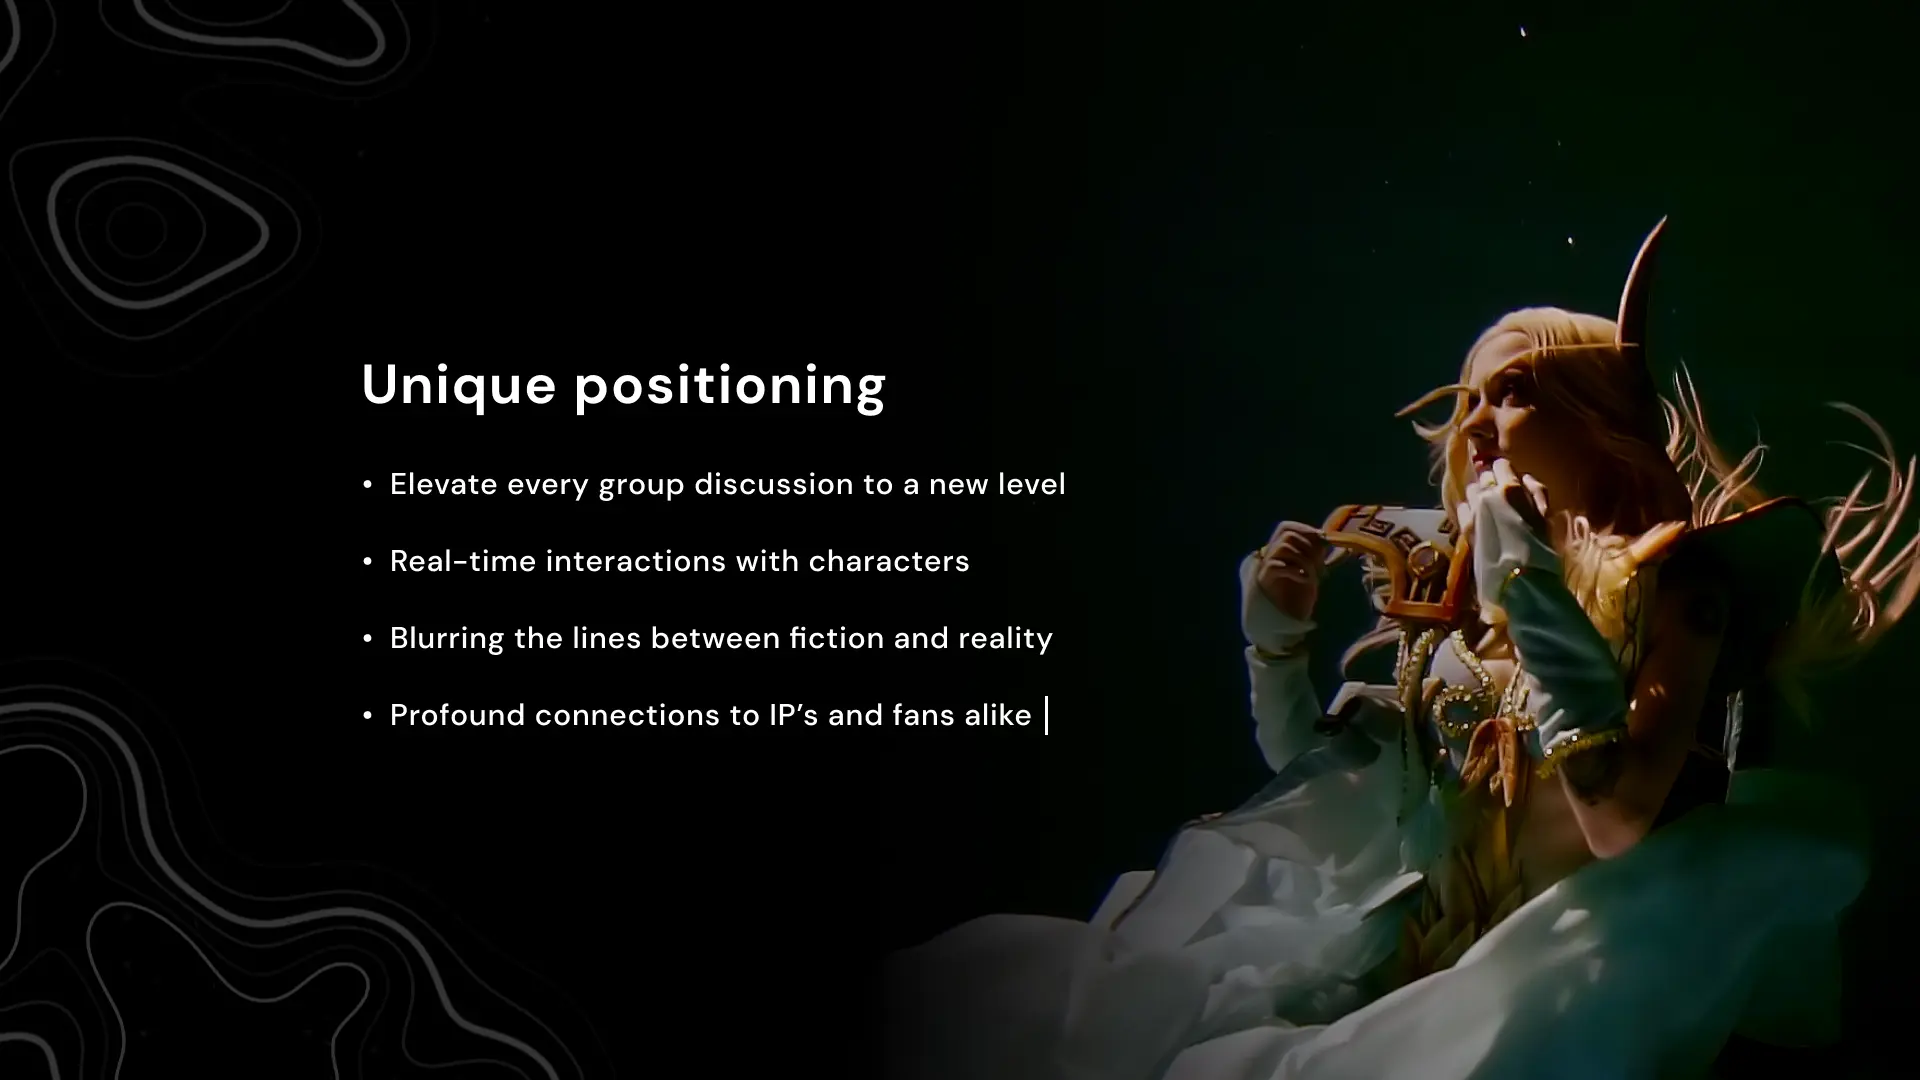 Unique positioning
• Elevate every group discussion to a new level
• Real-time interactions with characters
• Blurring the lines between fiction and reality
• Profound connections to IP’s and fans alike |